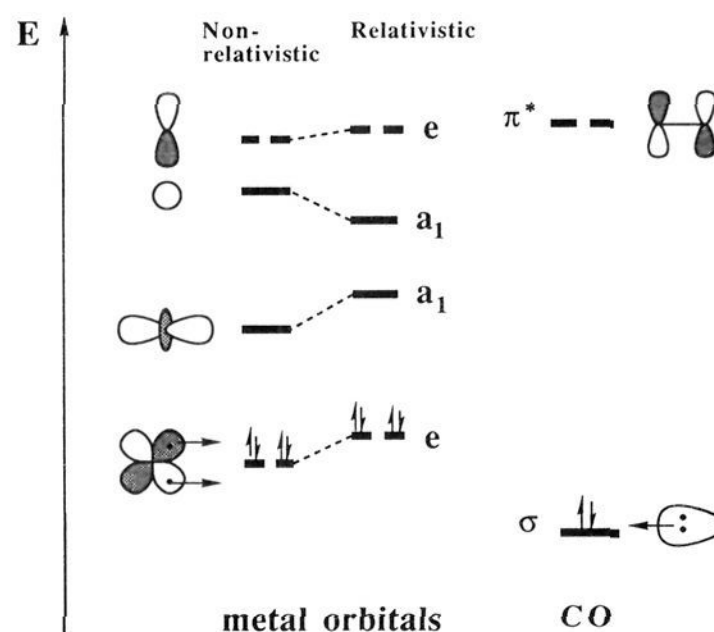 E
Non-
relativistic
Relativistic
e
π*
a₁
a₁
e
σ
metal orbitals
CO